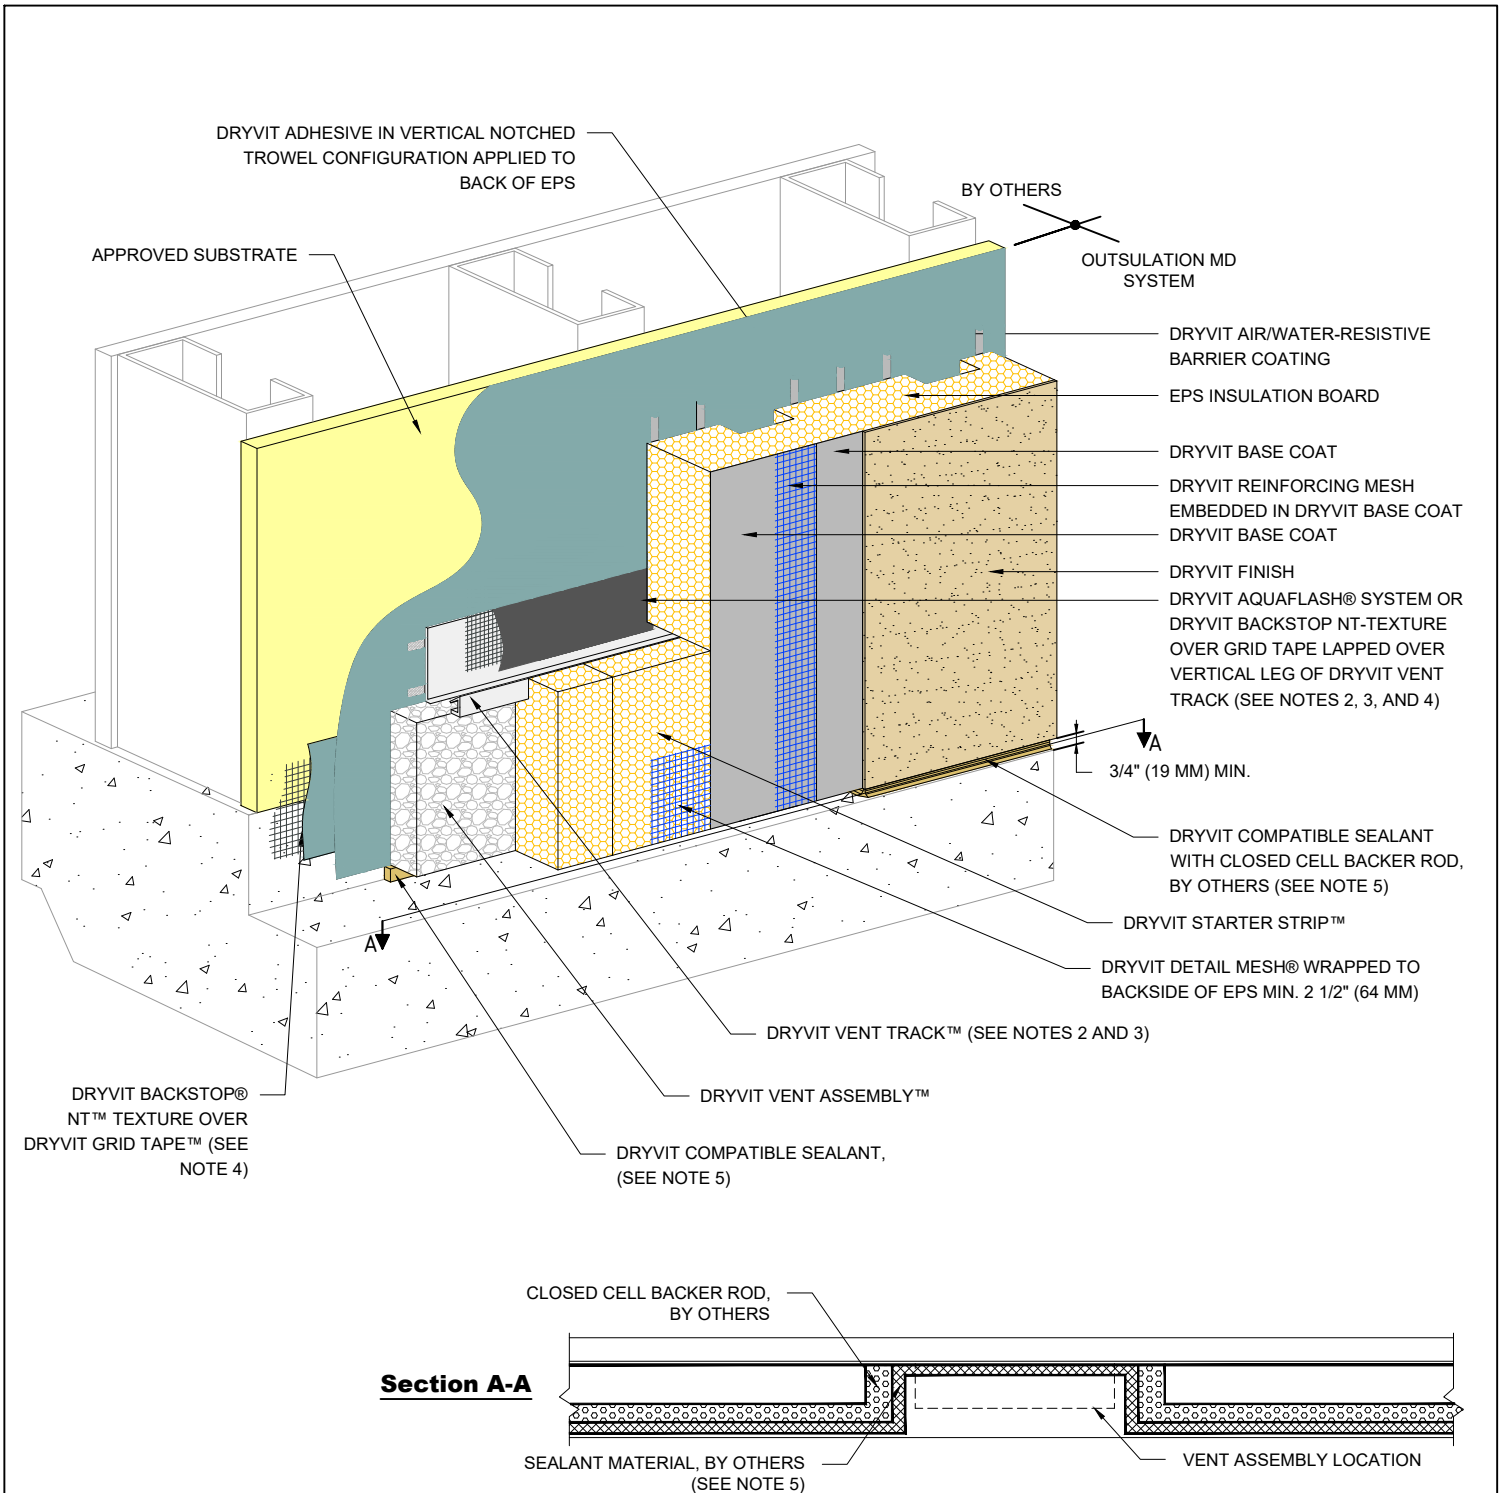 DRYVIT ADHESIVE IN VERTICAL NOTCHED
TROWEL CONFIGURATION APPLIED TO
BACK OF EPS
BY OTHERS
APPROVED SUBSTRATE
OUTSULATION MD
SYSTEM
DRYVIT AIR/WATER-RESISTIVE
BARRIER COATING
EPS INSULATION BOARD
DRYVIT BASE COAT
DRYVIT REINFORCING MESH
EMBEDDED IN DRYVIT BASE COAT
DRYVIT BASE COAT
DRYVIT FINISH
DRYVIT AQUAFLASH® SYSTEM OR
DRYVIT BACKSTOP NT-TEXTURE
OVER GRID TAPE LAPPED OVER
VERTICAL LEG OF DRYVIT VENT
TRACK (SEE NOTES 2, 3, AND 4)
A
3/4" (19 MM) MIN.
DRYVIT COMPATIBLE SEALANT
WITH CLOSED CELL BACKER ROD,
BY OTHERS (SEE NOTE 5)
DRYVIT STARTER STRIP™
A
DRYVIT DETAIL MESH® WRAPPED TO
BACKSIDE OF EPS MIN. 2 1/2" (64 MM)
DRYVIT VENT TRACK™ (SEE NOTES 2 AND 3)
DRYVIT VENT ASSEMBLY™
DRYVIT BACKSTOP®
NT™ TEXTURE OVER
DRYVIT GRID TAPE™ (SEE
NOTE 4)
DRYVIT COMPATIBLE SEALANT,
(SEE NOTE 5)
CLOSED CELL BACKER ROD,
BY OTHERS
Section A-A
SEALANT MATERIAL, BY OTHERS
(SEE NOTE 5)
VENT ASSEMBLY LOCATION